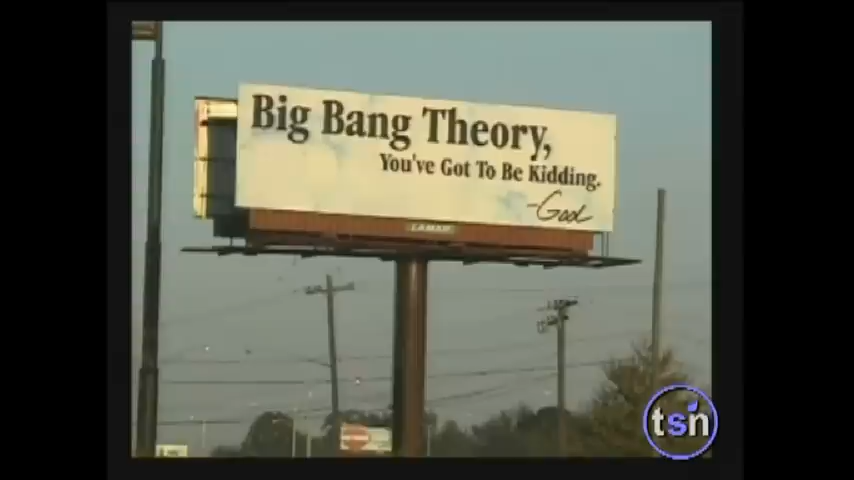 Big Bang Theory,
You've Got To Be Kidding.
-God
LAMAR
tsn